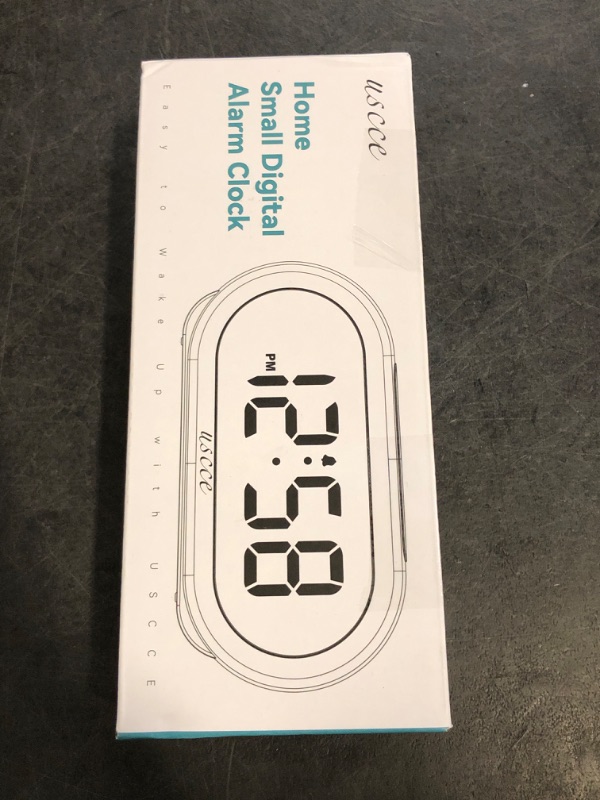 uscce
Home
Small Digital
Alarm Clock
PM
12:58
uscce
Easy to Wake Up with USCCE